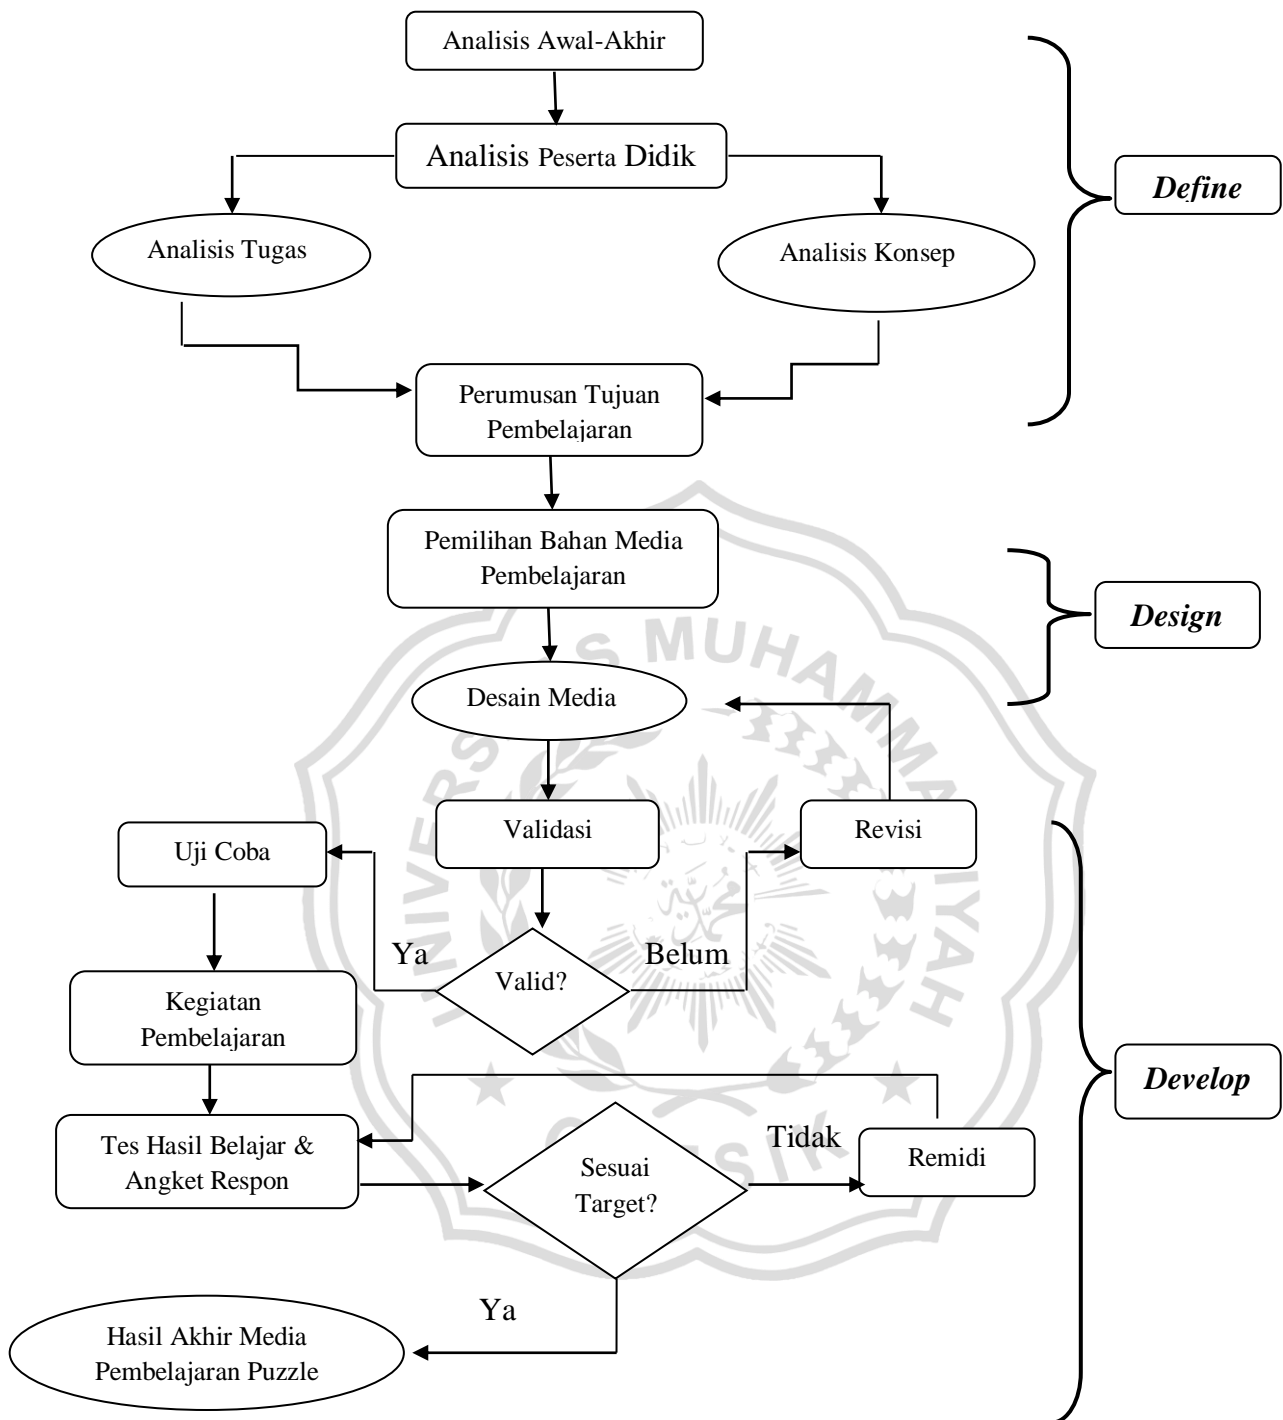 Analisis Awal-Akhir
Analisis Peserta Didik
Define
Analisis Tugas
Analisis Konsep
Perumusan Tujuan
Pembelajaran
Pemilihan Bahan Media
Pembelajaran
Design
Desain Media
Validasi
Revisi
Uji Coba
Ya
Belum
Valid?
Kegiatan
Pembelajaran
Develop
Tes Hasil Belajar &
Angket Respon
Sesuai
Target?
Tidak
Remidi
Ya
Hasil Akhir Media
Pembelajaran Puzzle